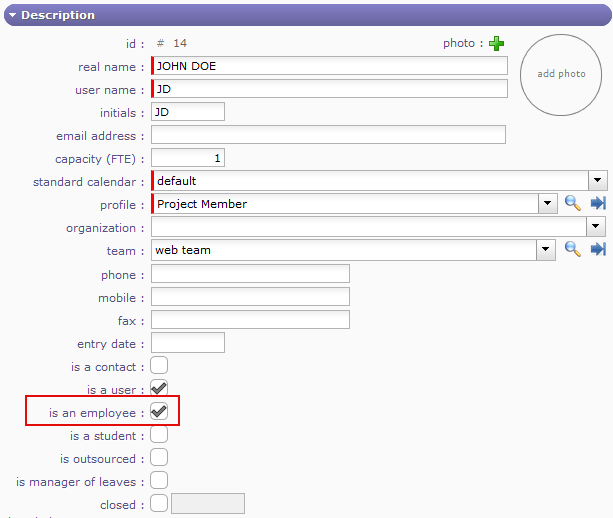 Description
id : # 14 photo :
add photo
real name : JOHN DOE
user name : JD
initials : JD
email address :
capacity (FTE) : 1
standard calendar : default
profile : Project Member
organization :
team : web team
phone :
mobile :
fax :
entry date :
is a contact :
is a user :
is an employee :
is a student :
is outsourced :
is manager of leaves :
closed :